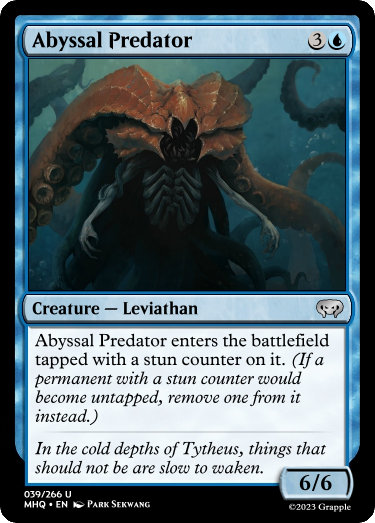 Abyssal Predator 3
Creature — Leviathan
Abyssal Predator enters the battlefield
tapped with a stun counter on it. (If a
permanent with a stun counter would
become untapped, remove one from it
instead.)
In the cold depths of Tytheus, things that
should not be are slow to waken.
6/6
039/266 U
MHQ • EN Park Sekwang
©2023 Grapple